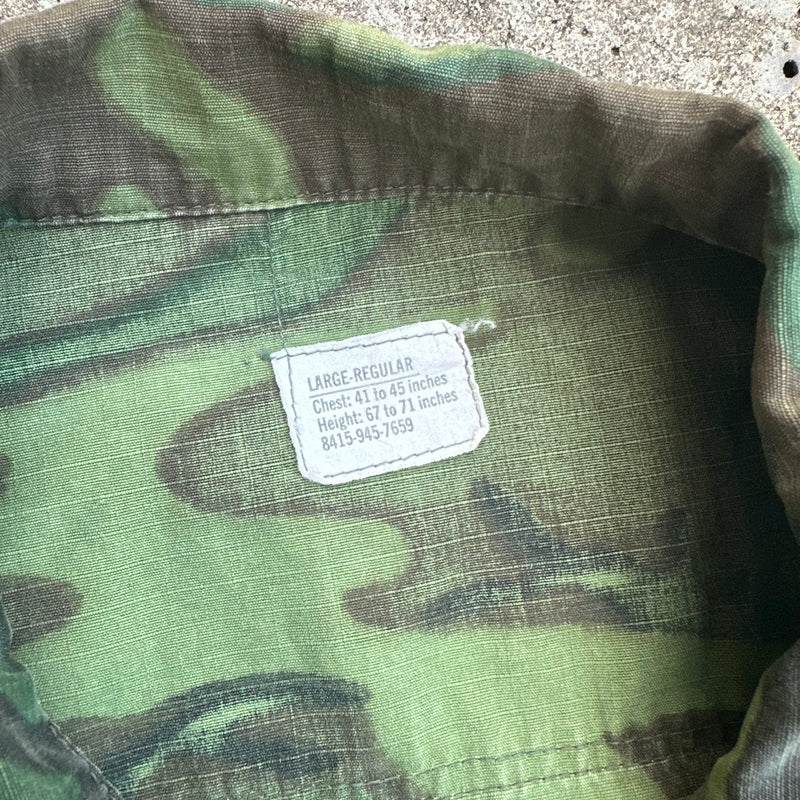 LARGE-REGULAR
Chest: 41 to 45 inches
Height: 67 to 71 inches
8415-945-7659